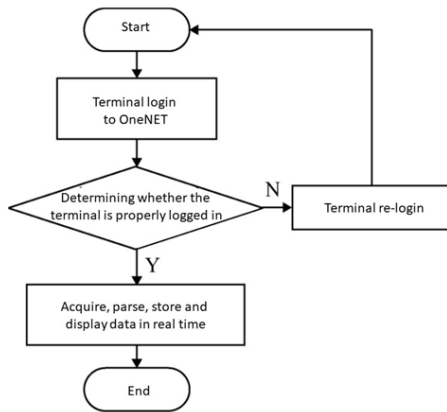 Start
Terminal login
to OneNET
Determining whether the
terminal is properly logged in
N
Terminal re-login
Y
Acquire, parse, store and
display data in real time
End